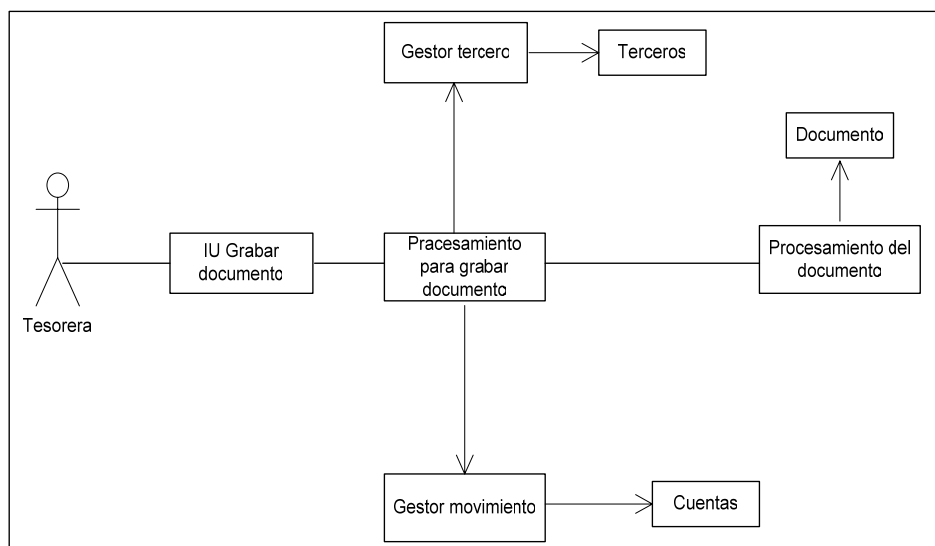 Gestor tercero
Terceros
Documento
IU Grabar
documento
Pracesamiento
para grabar
documento
Procesamiento del
documento
Tesorera
Gestor movimiento
Cuentas